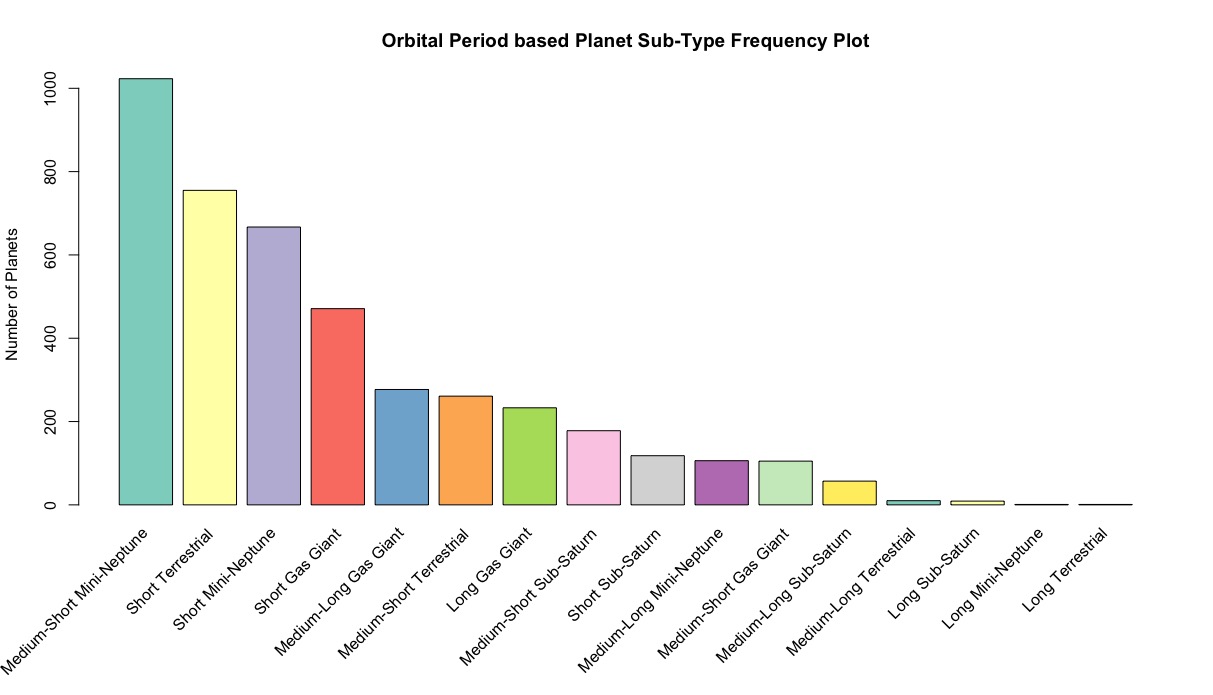 Orbital Period based Planet Sub-Type Frequency Plot
Number of Planets
1000
800
600
400
200
0
Medium-Short Mini-Neptune
Short Terrestrial
Short Mini-Neptune
Short Gas Giant
Medium-Long Gas Giant
Medium-Short Terrestrial
Long Gas Giant
Medium-Short Sub-Saturn
Short Sub-Saturn
Medium-Long Mini-Neptune
Medium-Short Gas Giant
Medium-Long Sub-Saturn
Medium-Long Terrestrial
Long Sub-Saturn
Long Mini-Neptune
Long Terrestrial